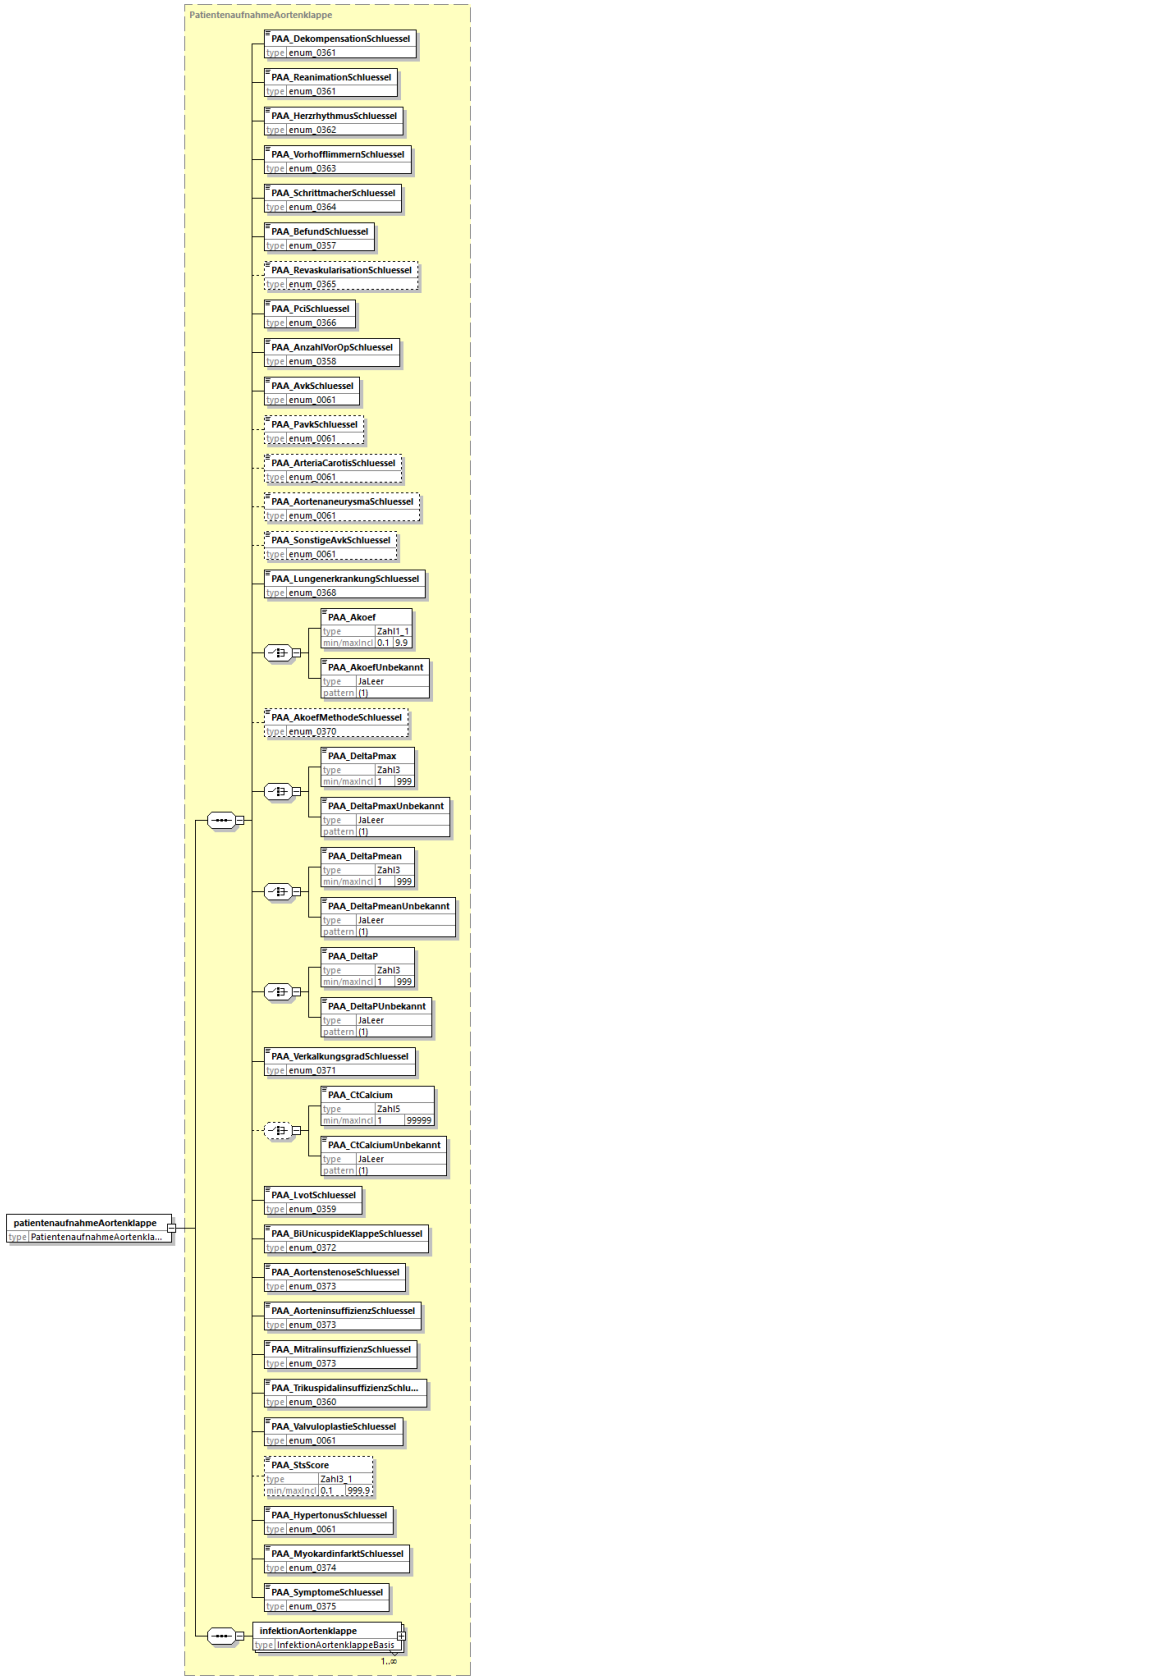 PatientenaufnahmeAortenklappe
PAA_DekompensationSchluessel
type enum_0361
PAA_ReanimationSchluessel
type enum_0361
PAA_HerzrhythmusSchluessel
type enum_0362
PAA_VorhofflimmernSchluessel
type enum_0363
PAA_SchrittmacherSchluessel
type enum_0364
PAA_BefundSchluessel
type enum_0357
PAA_RevaskularisationSchluessel
type enum_0365
PAA_PciSchluessel
type enum_0366
PAA_AnzahlVorOpSchluessel
type enum_0358
PAA_AvkSchluessel
type enum_0061
PAA_PavkSchluessel
type enum_0061
PAA_ArteriaCarotisSchluessel
type enum_0061
PAA_AortenaneurysmaSchluessel
type enum_0061
PAA_SonstigeAvkSchluessel
type enum_0061
PAA_LungenerkrankungSchluessel
type enum_0368
PAA_Akoef
type Zahl1_1
min/maxIncl 0.1 9.9
PAA_AkoefUnbekannt
type JaLeer
pattern (1)
PAA_AkoefMethodeSchluessel
type enum_0370
PAA_DeltaPmax
type Zahl3
min/maxIncl 1 999
PAA_DeltaPmaxUnbekannt
type JaLeer
pattern (1)
PAA_DeltaPmean
type Zahl3
min/maxIncl 1 999
PAA_DeltaPmeanUnbekannt
type JaLeer
pattern (1)
PAA_DeltaP
type Zahl3
min/maxIncl 1 999
PAA_DeltaPUnbekannt
type JaLeer
pattern (1)
PAA_VerkalkungsgradSchluessel
type enum_0371
PAA_CtCalcium
type Zahl5
min/maxIncl 1 99999
PAA_CtCalciumUnbekannt
type JaLeer
pattern (1)
PAA_LvotSchluessel
type enum_0359
patientenaufnahmeAortenklappe
type PatientenaufnahmeAortenkla...
PAA_BiUnicuspideKlappeSchluessel
type enum_0372
PAA_AortenstenoseSchluessel
type enum_0373
PAA_AorteninsuffizienzSchluessel
type enum_0373
PAA_MitralinsuffizienzSchluessel
type enum_0373
PAA_TrikuspidalinsuffizienzSchlu...
type enum_0360
PAA_ValvuloplastieSchluessel
type enum_0061
PAA_StsScore
type Zahl3_1
min/maxIncl 0.1 999.9
PAA_HypertonusSchluessel
type enum_0061
PAA_MyokardinfarktSchluessel
type enum_0374
PAA_SymptomeSchluessel
type enum_0375
infektionAortenklappe
type InfektionAortenklappeBasis
1..∞